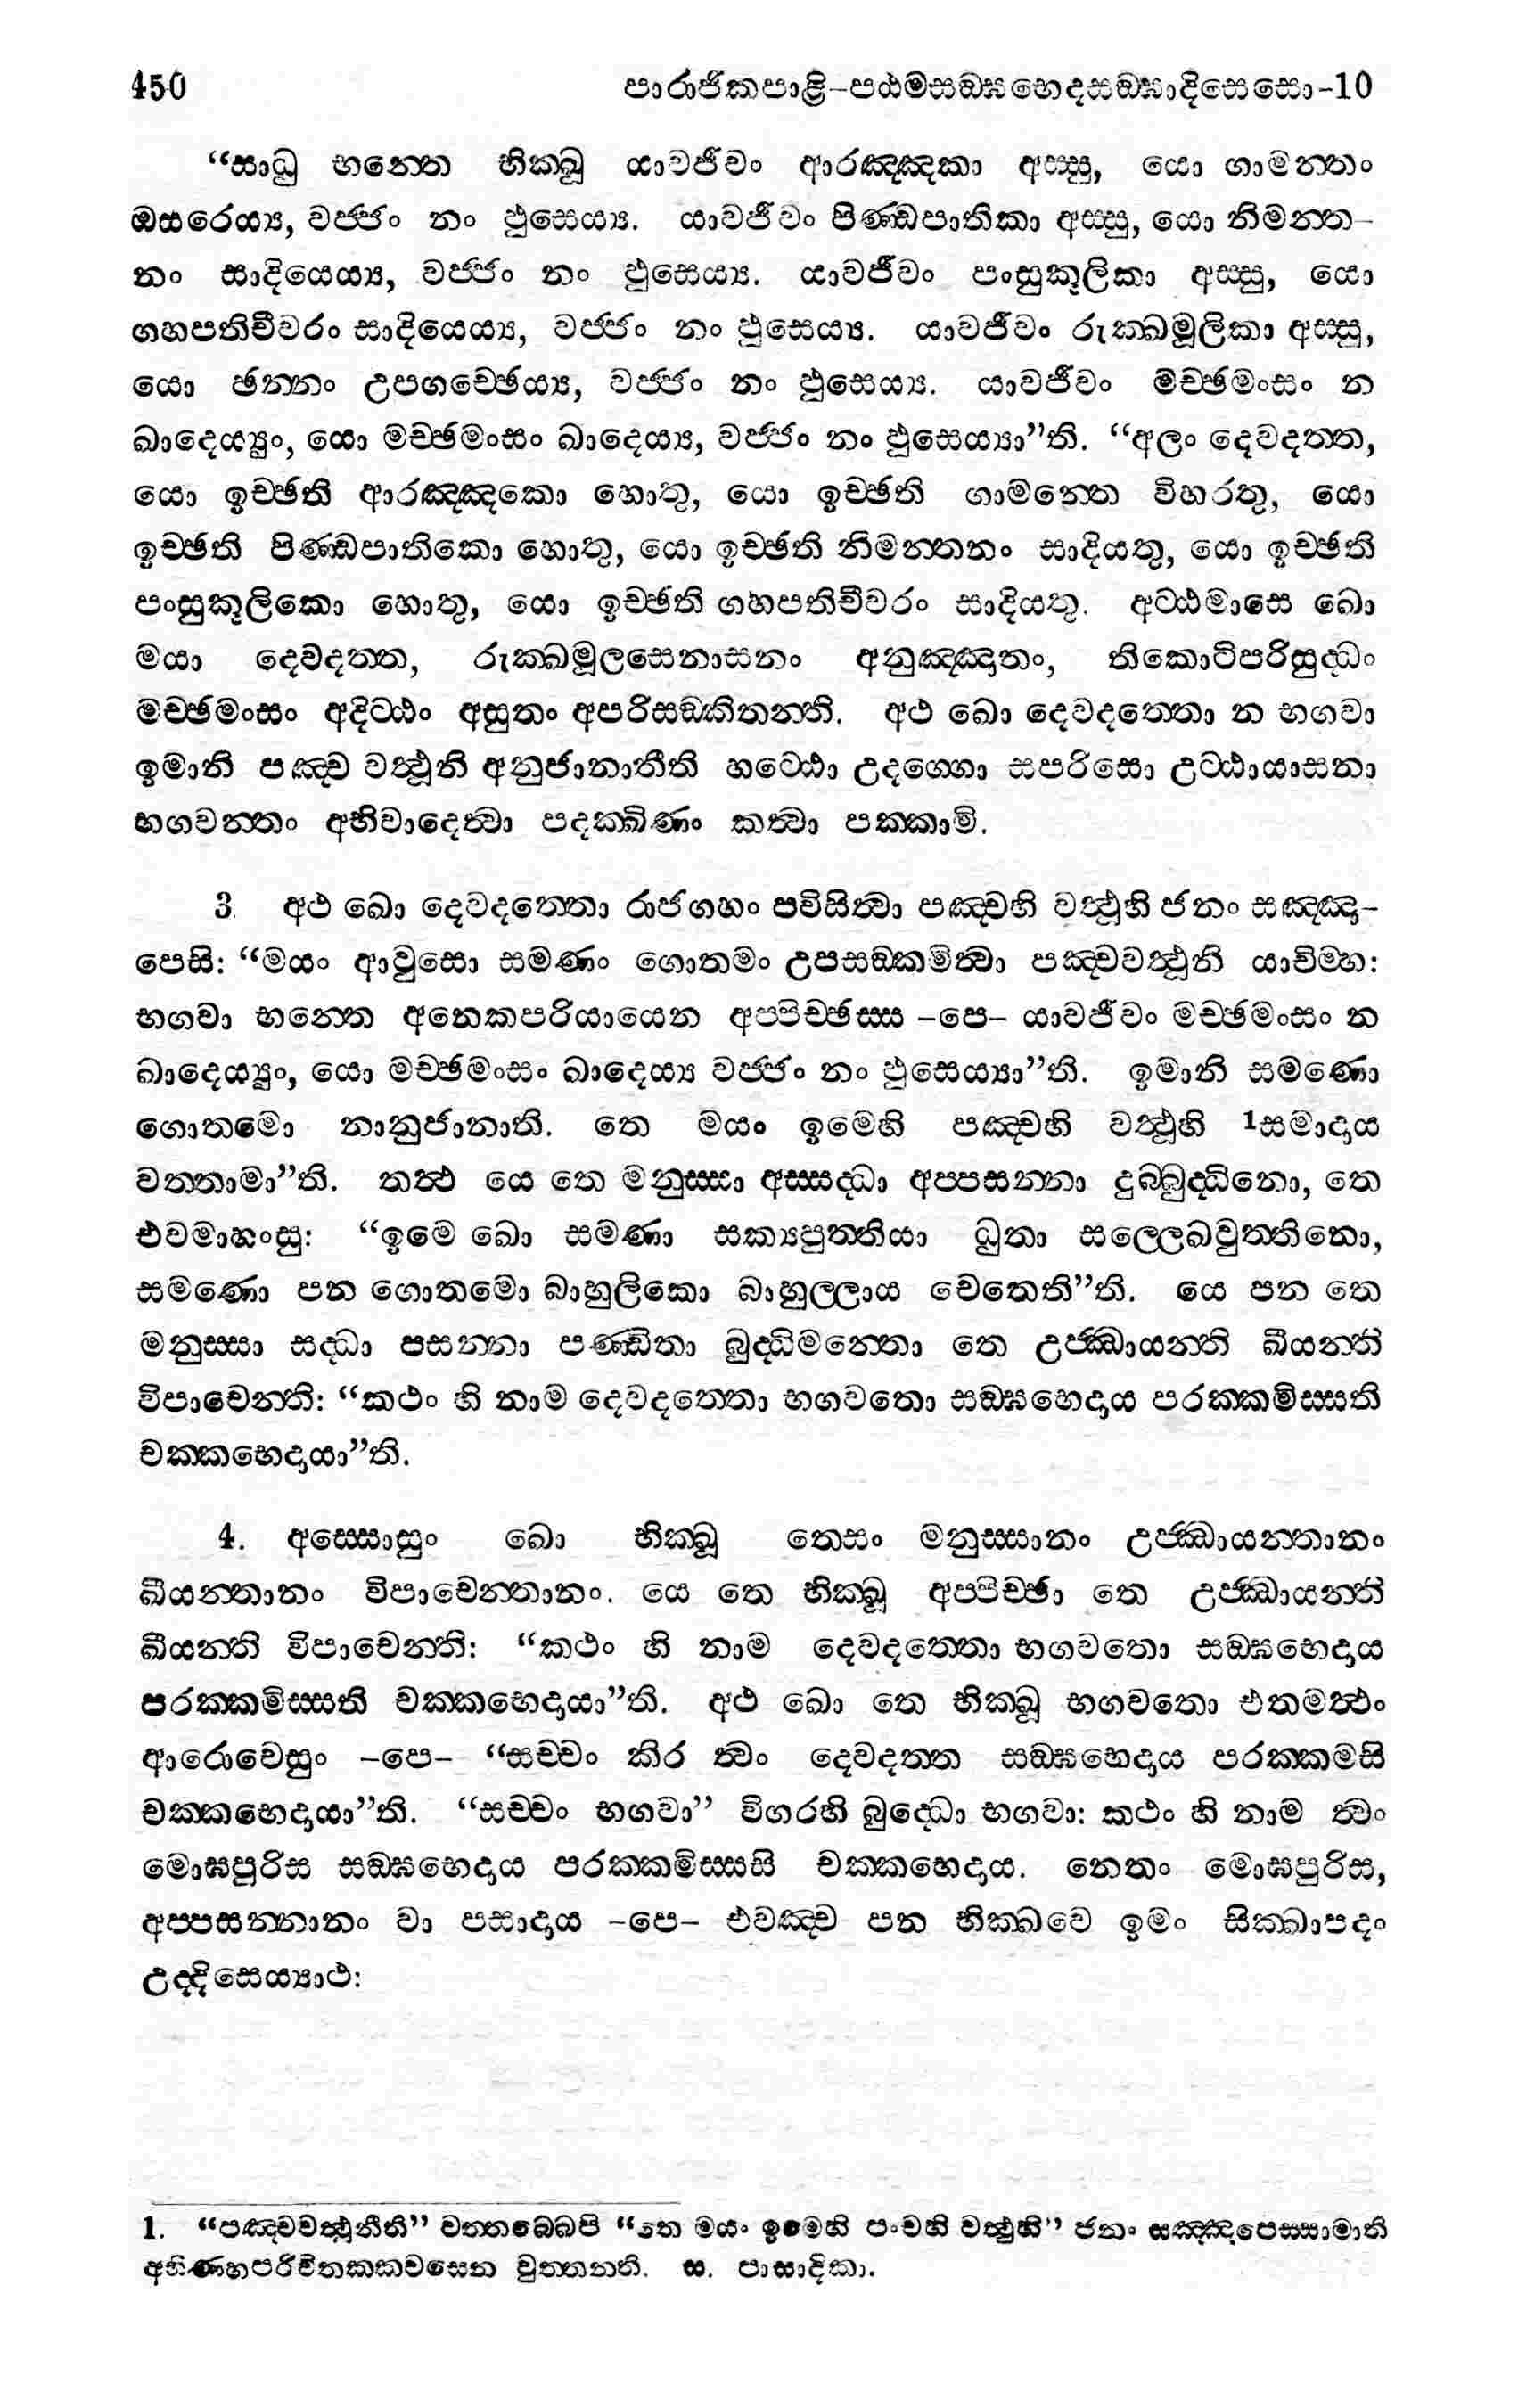 450 පාරාජිකපාළි–පඨමසඞ්ඝභෙදසඞ්ඝාදිසෙසො–10
“සාධු භන්තෙ භික්ඛූ යාවජීවං ආරඤ්ඤකා අස්සු, යො ගාමන්තං
ඔසරෙය්‍ය, වජ්ජං නං ඵුසෙය්‍ය. යාවජීවං පිණ්ඩපාතිකා අස්සු, යො නිමන්ත–
නං සාදියෙය්‍ය, වජ්ජං නං ඵුසෙය්‍ය. යාවජීවං පංසුකූලිකා අස්සු, යො
ගහපතිචීවරං සාදියෙය්‍ය, වජ්ජං නං ඵුසෙය්‍ය. යාවජීවං රුක්ඛමූලිකා අස්සු,
යො ඡන්නං උපගච්ඡෙය්‍ය, වජ්ජං නං ඵුසෙය්‍ය. යාවජීවං මච්ඡමංසං න
ඛාදෙය්‍යුං, යො මච්ඡමංසං ඛාදෙය්‍ය, වජ්ජං නං ඵුසෙය්‍යා”ති. “අලං දෙවදත්ත,
යො ඉච්ඡති ආරඤ්ඤකො හොතු, යො ඉච්ඡති ගාමන්තෙ විහරතු, යො
ඉච්ඡති පිණ්ඩපාතිකො හොතු, යො ඉච්ඡති නිමන්තනං සාදියතු, යො ඉච්ඡති
පංසුකූලිකො හොතු, යො ඉච්ඡති ගහපතිචීවරං සාදියතු. අට්ඨමාසෙ ඛො
මයා දෙවදත්ත, රුක්ඛමූලසෙනාසනං අනුඤ්ඤාතං, තිකොටිපරිසුද්ධං
මච්ඡමංසං අදිට්ඨං අසුතං අපරිසඞ්කිතන්ති. අථ ඛො දෙවදත්තො න භගවා
ඉමානි පඤ්ච වත්ථූනි අනුජානාතීති හට්ඨො උදග්ගො සපරිසො උට්ඨායාසනා
භගවන්තං අභිවාදෙත්වා පදක්ඛිණං කත්වා පක්කාමි.
3. අථ ඛො දෙවදත්තො රාජගහං පවිසිත්වා පඤ්චහි වත්ථූහි ජනං සඤ්ඤා–
පෙසි: “මයං ආවුසො සමණං ගොතමං උපසඞ්කමිත්වා පඤ්චවත්ථූනි යාචිම්හ:
භගවා භන්තෙ අනෙකපරියායෙන අප්පිච්ඡස්ස –පෙ– යාවජීවං මච්ඡමංසං න
ඛාදෙය්‍යුං, යො මච්ඡමංසං ඛාදෙය්‍ය වජ්ජං නං ඵුසෙය්‍යා”ති. ඉමානි සමණො
ගොතමො නානුජානාති. තෙ මයං ඉමෙහි පඤ්චහි වත්ථූහි 1සමාදාය
වත්තාමා”ති. තත්ථ යෙ තෙ මනුස්සා අස්සද්ධා අප්පසන්නා දුබ්බුද්ධිනො, තෙ
එවමාහංසු: “ඉමෙ ඛො සමණා සක්‍යපුත්තියා ධුතා සල්ලෙඛවුත්තිනො,
සමණො පන ගොතමො බාහුලිකො බාහුල්ලාය චෙතෙති”ති. යෙ පන තෙ
මනුස්සා සද්ධා පසන්නා පණ්ඩිතා බුද්ධිමන්තො තෙ උජ්ඣායන්ති ඛීයන්ති
විපාචෙන්ති: “කථං හි නාම දෙවදත්තො භගවතො සඞ්ඝභෙදාය පරක්කමිස්සති
චක්කභෙදායා”ති.
4. අස්සොසුං ඛො භික්ඛූ තෙසං මනුස්සානං උජ්ඣායන්තානං
ඛීයන්තානං විපාචෙන්තානං. යෙ තෙ භික්ඛූ අප්පිච්ඡා තෙ උජ්ඣායන්ති
ඛීයන්ති විපාචෙන්ති: “කථං හි නාම දෙවදත්තො භගවතො සඞ්ඝභෙදාය
පරක්කමිස්සති චක්කභෙදායා”ති. අථ ඛො තෙ භික්ඛූ භගවතො එතමත්ථං
ආරොචෙසුං –පෙ– “සච්චං කිර ත්වං දෙවදත්ත සඞ්ඝභෙදාය පරක්කමසි
චක්කභෙදායා”ති. “සච්චං භගවා” විගරහි බුද්ධො භගවා: කථං හි නාම ත්වං
මොඝපුරිස සඞ්ඝභෙදාය පරක්කමිස්සසි චක්කභෙදාය. නෙතං මොඝපුරිස,
අප්පසන්නානං වා පසාදාය –පෙ– එවඤ්ච පන භික්ඛවෙ ඉමං සික්ඛාපදං
උද්දිසෙය්‍යාථ:
1. “පඤ්චවත්ථූනීති” වත්තබ්බෙපි “තෙ මයං ඉමෙහි පංචහි වත්ථුහි” ජනං සඤ්ඤපෙස්සාමාති
අභිණ්හපරිවිතක්කවසෙන වුත්තන්ති. ස. පාසාදිකා.